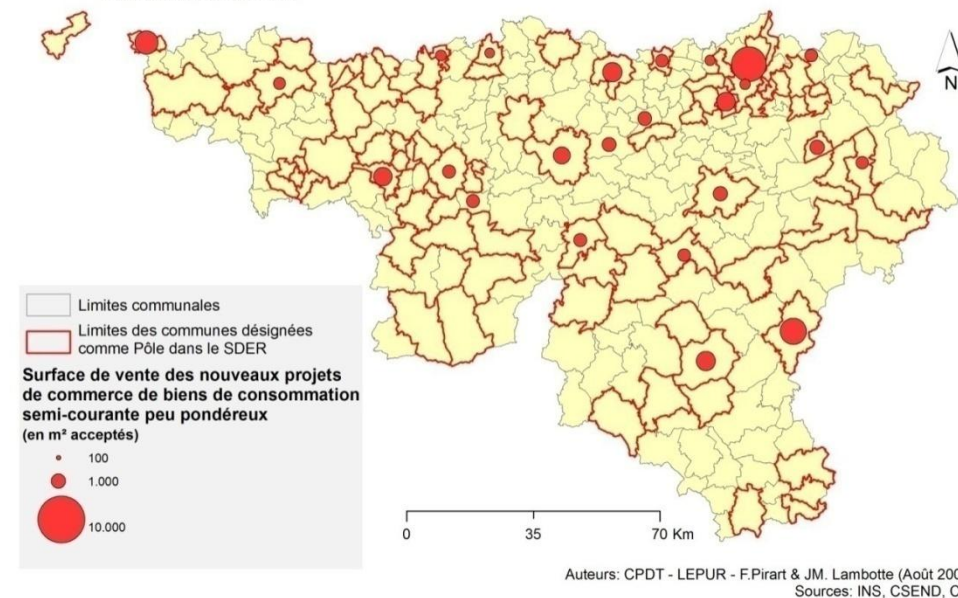 N
Limites communales
Limites des communes désignées
comme Pôle dans le SDER
Surface de vente des nouveaux projets
de commerce de biens de consommation
semi-courante peu pondéreux
(en m² acceptés)
100
1.000
10.000
0 35 70 Km
Auteurs: CPDT - LEPUR - F.Pirart & JM. Lambotte (Août 200
Sources: INS, CSEND, C